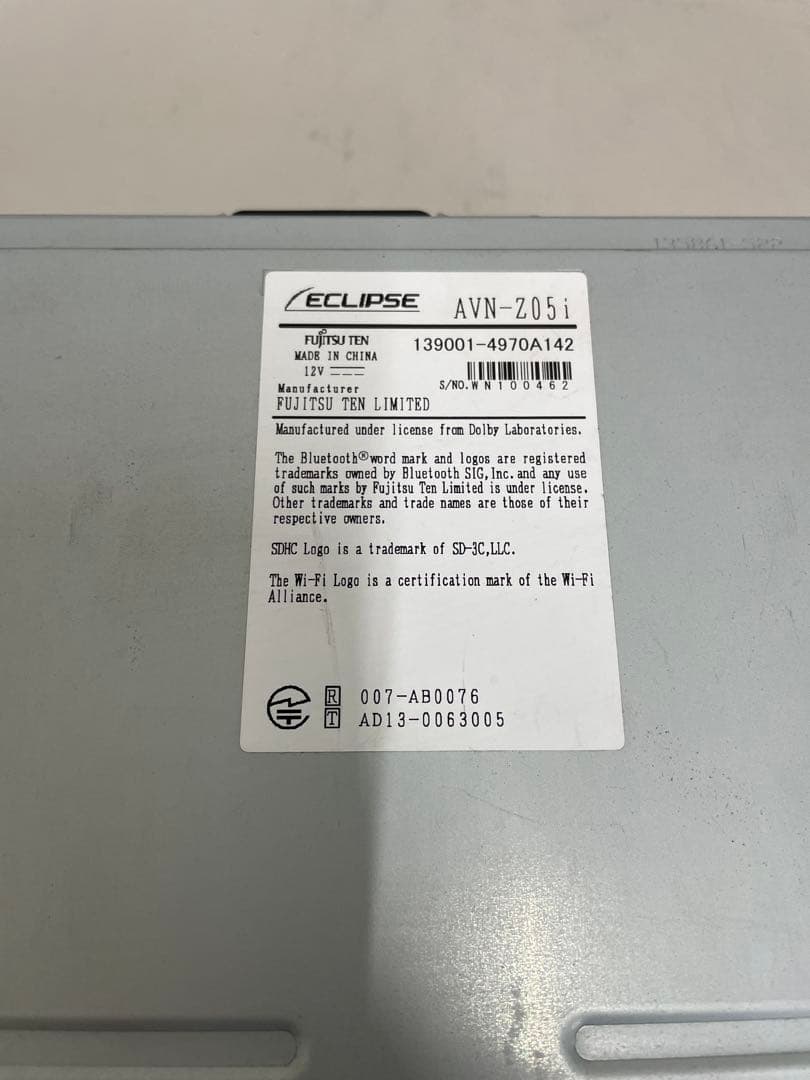 ECLIPSE AVN-Z05i
FUJITSU TEN
139001-4970A142
MADE IN CHINA
12V
S/NO.WN100462
Manufacturer
FUJITSU TEN LIMITED
Manufactured under license from Dolby Laboratories.
The Bluetooth® word mark and logos are registered
trademarks owned by Bluetooth SIG,Inc. and any use
of such marks by Fujitsu Ten Limited is under license.
Other trademarks and trade names are those of their
respective owners.
SDHC Logo is a trademark of SD-3C,LLC.
The Wi-Fi Logo is a certification mark of the Wi-Fi
Alliance.
R 007-AB0076
T AD13-0063005